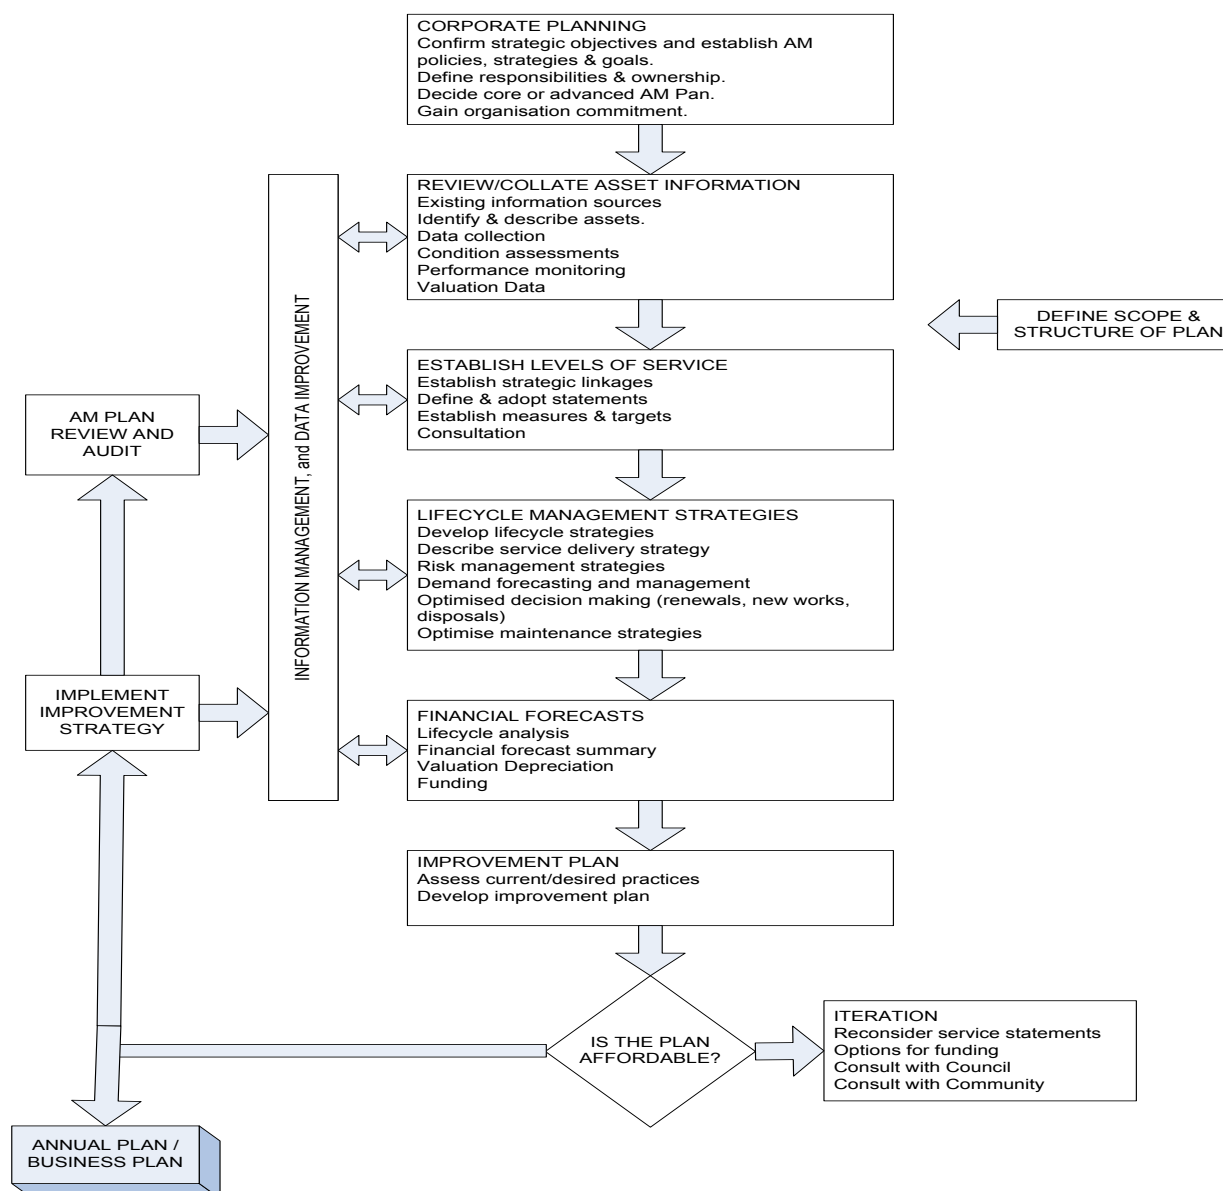 CORPORATE PLANNING
Confirm strategic objectives and establish AM
policies, strategies & goals.
Define responsibilities & ownership.
Decide core or advanced AM Pan.
Gain organisation commitment.
REVIEW/COLLATE ASSET INFORMATION
Existing information sources
Identify & describe assets.
Data collection
Condition assessments
Performance monitoring
Valuation Data
DEFINE SCOPE &
STRUCTURE OF PLAN
ESTABLISH LEVELS OF SERVICE
Establish strategic linkages
Define & adopt statements
Establish measures & targets
Consultation
AM PLAN
REVIEW AND
AUDIT
INFORMATION MANAGEMENT, and DATA IMPROVEMENT
LIFECYCLE MANAGEMENT STRATEGIES
Develop lifecycle strategies
Describe service delivery strategy
Risk management strategies
Demand forecasting and management
Optimised decision making (renewals, new works,
disposals)
Optimise maintenance strategies
IMPLEMENT
IMPROVEMENT
STRATEGY
FINANCIAL FORECASTS
Lifecycle analysis
Financial forecast summary
Valuation Depreciation
Funding
IMPROVEMENT PLAN
Assess current/desired practices
Develop improvement plan
IS THE PLAN
AFFORDABLE?
ITERATION
Reconsider service statements
Options for funding
Consult with Council
Consult with Community
ANNUAL PLAN /
BUSINESS PLAN